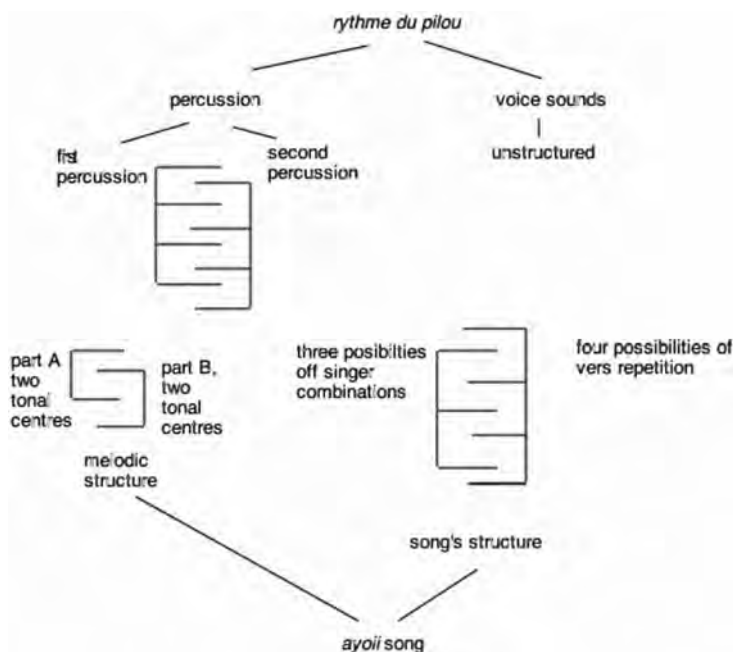 rythme du pilou
percussion
voice sounds
fist
percussion
second
percussion
unstructured
part A
two
tonal
centres
part B,
two
tonal
centres
three posibilties
off singer
combinations
four possibilities of
vers repetition
melodic
structure
song's structure
ayoii song